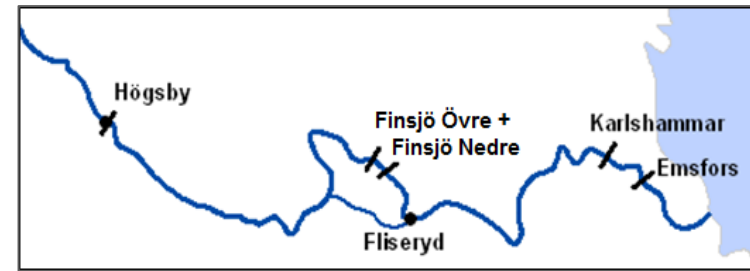 Högsby
Finsjö Övre +
Finsjö Nedre
Karlshammar
Emsfors
Fliseryd